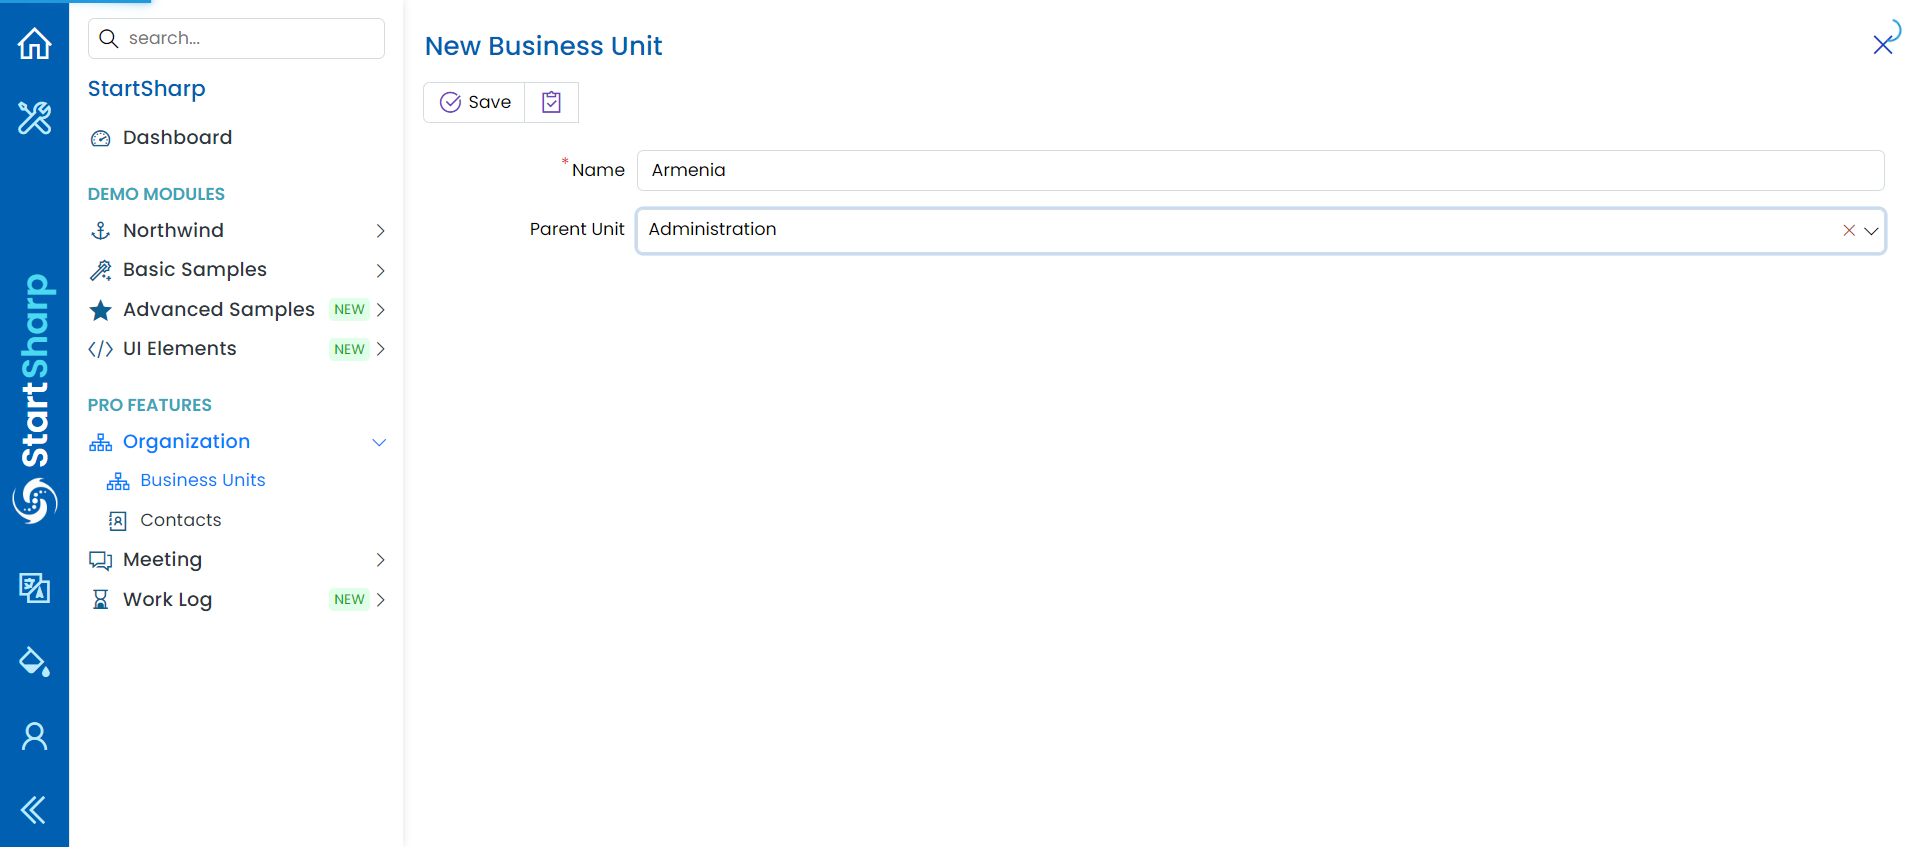 search...
StartSharp
Dashboard
DEMO MODULES
Northwind
Basic Samples
Advanced Samples NEW
UI Elements NEW
PRO FEATURES
Organization
Business Units
Contacts
Meeting
Work Log NEW
StartSharp
New Business Unit
Save
* Name Armenia
Parent Unit Administration